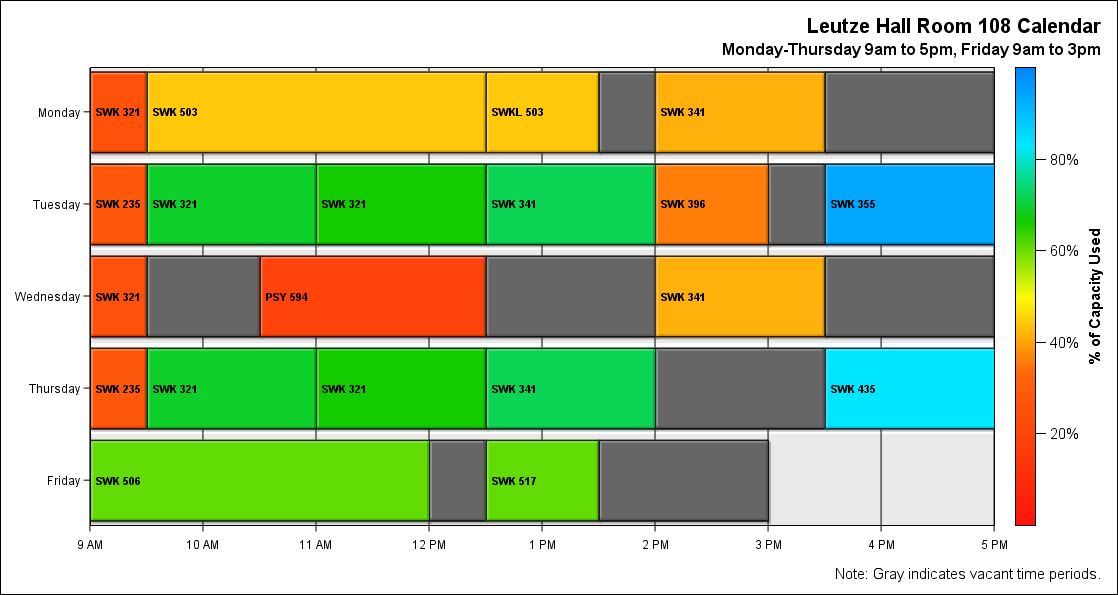 Leutze Hall Room 108 Calendar
Monday-Thursday 9am to 5pm, Friday 9am to 3pm
Monday
SWK 321
SWK 503
SWKL 503
SWK 341
Tuesday
SWK 235
SWK 321
SWK 321
SWK 341
SWK 396
SWK 355
Wednesday
SWK 321
PSY 594
SWK 341
Thursday
SWK 235
SWK 321
SWK 321
SWK 341
SWK 435
Friday
SWK 506
SWK 517
9 AM
10 AM
11 AM
12 PM
1 PM
2 PM
3 PM
4 PM
5 PM
80%
60%
40%
20%
% of Capacity Used
Note: Gray indicates vacant time periods.